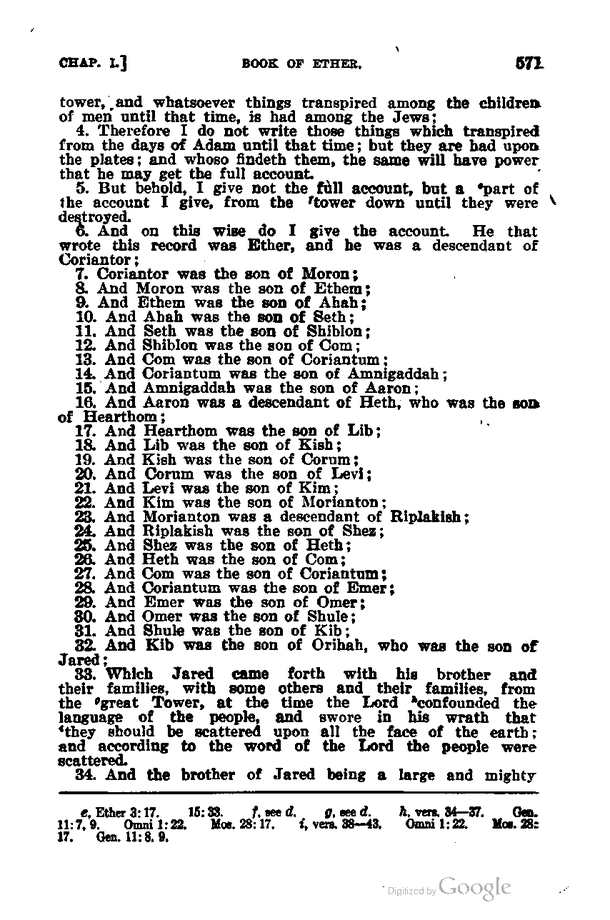 CHAP. I.] BOOK OF ETHER. 571
tower, and whatsoever things transpired among the children
of men until that time, is had among the Jews;
4. Therefore I do not write those things which transpired
from the days of Adam until that time; but they are had upon
the plates; and whoso findeth them, the same will have power
that he may get the full account.
5. But behold, I give not the full account, but a ᵉpart of
the account I give, from the ᶠtower down until they were
destroyed.
6. And on this wise do I give the account. He that
wrote this record was Ether, and he was a descendant of
Coriantor;
7. Coriantor was the son of Moron;
8. And Moron was the son of Ethem;
9. And Ethem was the son of Ahah;
10. And Ahah was the son of Seth;
11. And Seth was the son of Shiblon;
12. And Shiblon was the son of Com;
13. And Com was the son of Coriantum;
14. And Coriantum was the son of Amnigaddah;
15. And Amnigaddah was the son of Aaron;
16. And Aaron was a descendant of Heth, who was the son
of Hearthom;
17. And Hearthom was the son of Lib;
18. And Lib was the son of Kish;
19. And Kish was the son of Corum;
20. And Corum was the son of Levi;
21. And Levi was the son of Kim;
22. And Kim was the son of Morianton;
23. And Morianton was a descendant of Riplakish;
24. And Riplakish was the son of Shez;
25. And Shez was the son of Heth;
26. And Heth was the son of Com;
27. And Com was the son of Coriantum;
28. And Coriantum was the son of Emer;
29. And Emer was the son of Omer;
30. And Omer was the son of Shule;
31. And Shule was the son of Kib;
32. And Kib was the son of Orihah, who was the son of
Jared;
33. Which Jared came forth with his brother and
their families, with some others and their families, from
the ᵍgreat Tower, at the time the Lord ʰconfounded the
language of the people, and swore in his wrath that
ⁱthey should be scattered upon all the face of the earth;
and according to the word of the Lord the people were
scattered.
34. And the brother of Jared being a large and mighty
e, Ether 3:17. 15:33. f, see d. g, see d. h, vers. 34—37. Gen.
11:7, 9. Omni 1:22. Mos. 28:17. i, vers. 38—43. Omni 1:22. Mos. 28:
17. Gen. 11:8, 9.
Digitized by Google